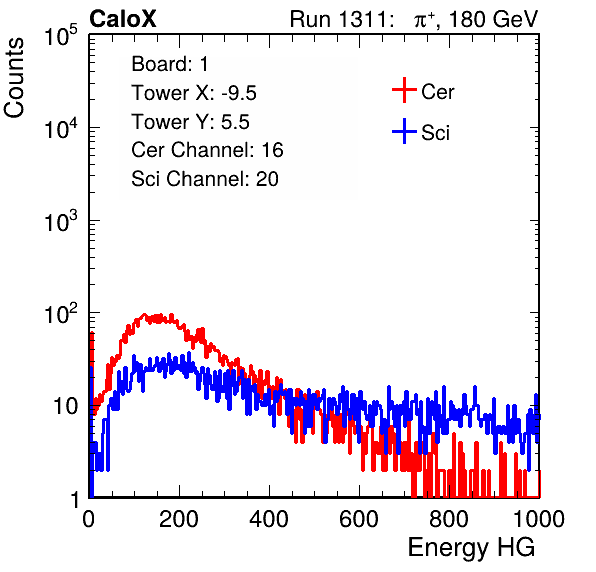 CaloX Run 1311: π⁺, 180 GeV
Counts
10⁵
10⁴
10³
10²
10
1
Board: 1
Tower X: -9.5
Tower Y: 5.5
Cer Channel: 16
Sci Channel: 20
Cer
Sci
0 200 400 600 800 1000
Energy HG